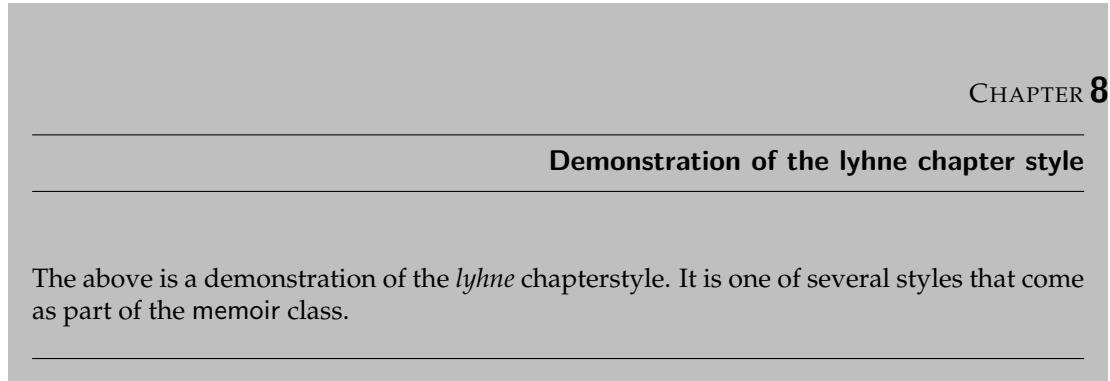 CHAPTER 8
Demonstration of the lyhne chapter style
The above is a demonstration of the lyhne chapterstyle. It is one of several styles that come
as part of the memoir class.